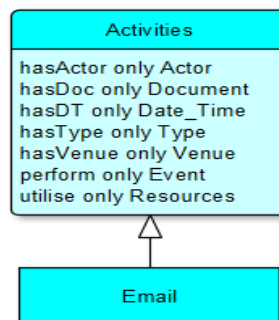 Activities
hasActor only Actor
hasDoc only Document
hasDT only Date_Time
hasType only Type
hasVenue only Venue
perform only Event
utilise only Resources
Email